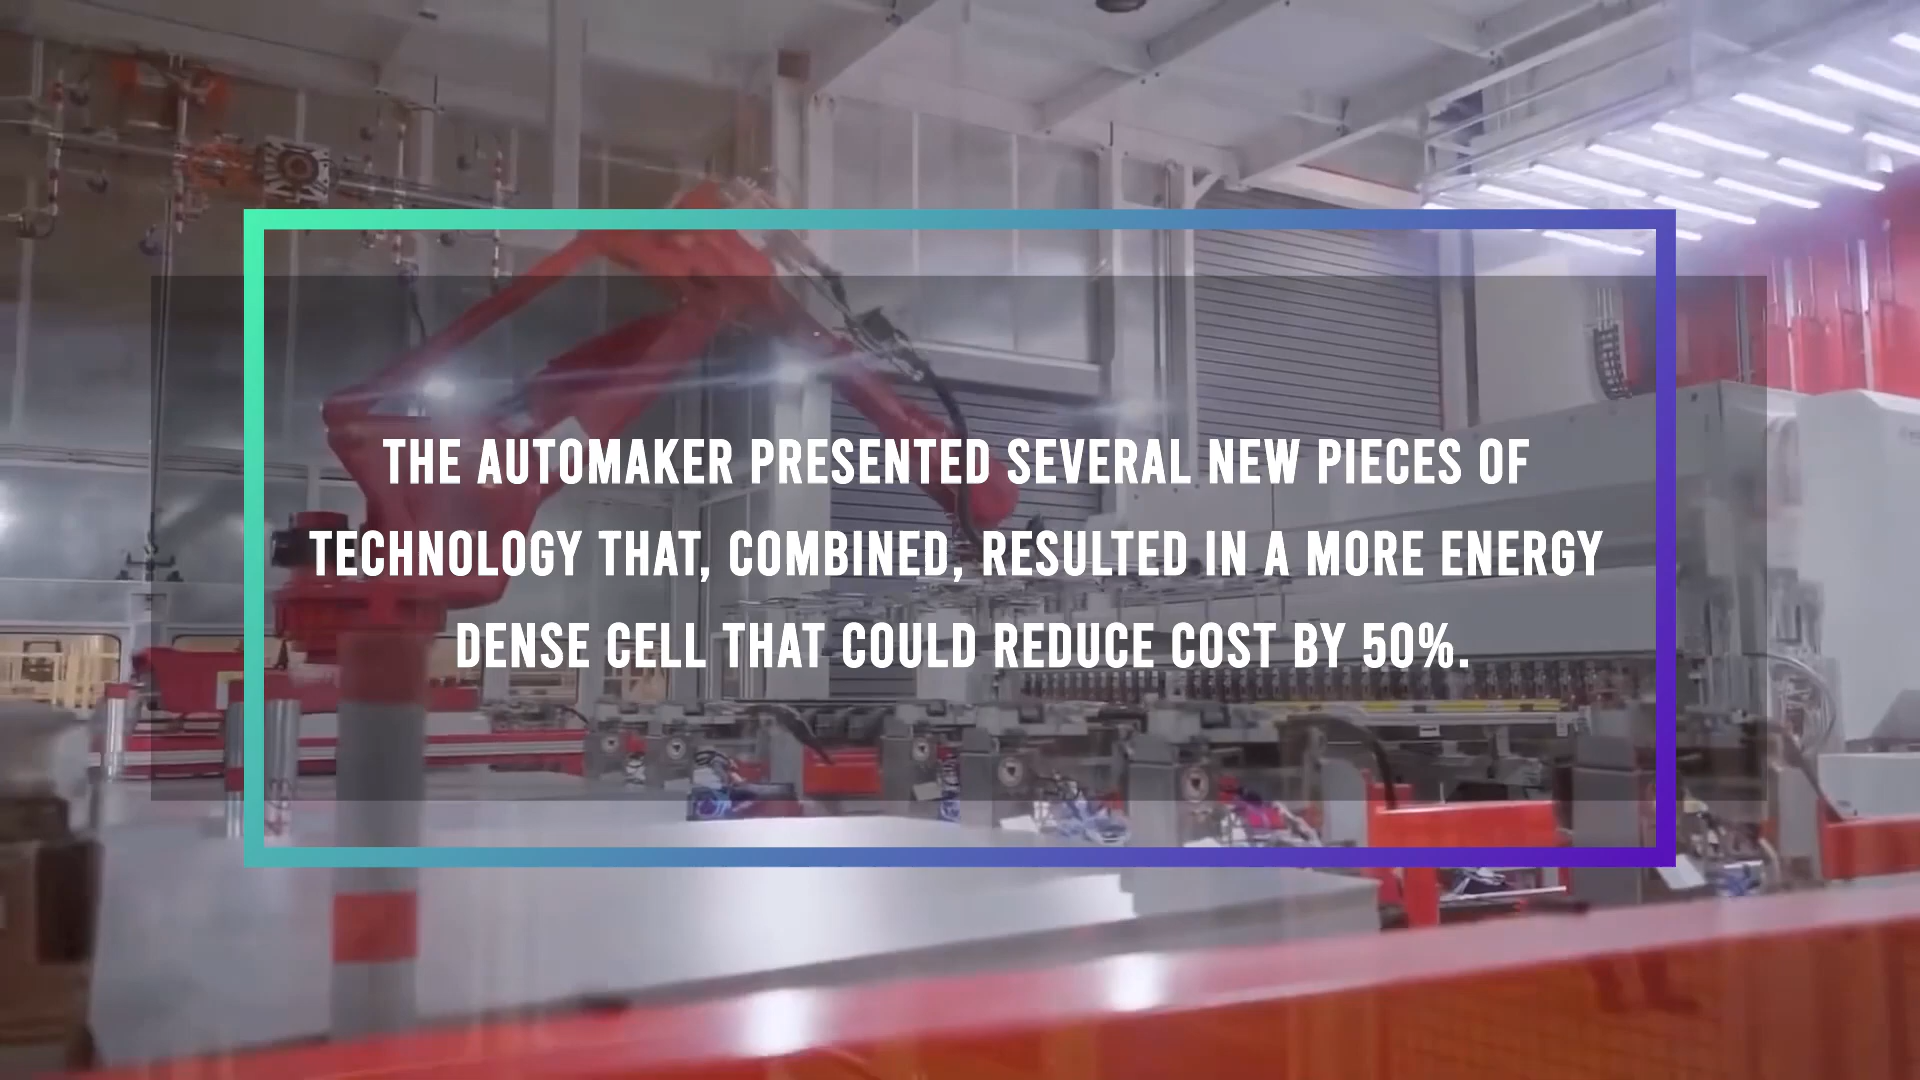 THE AUTOMAKER PRESENTED SEVERAL NEW PIECES OF
TECHNOLOGY THAT, COMBINED, RESULTED IN A MORE ENERGY
DENSE CELL THAT COULD REDUCE COST BY 50%.